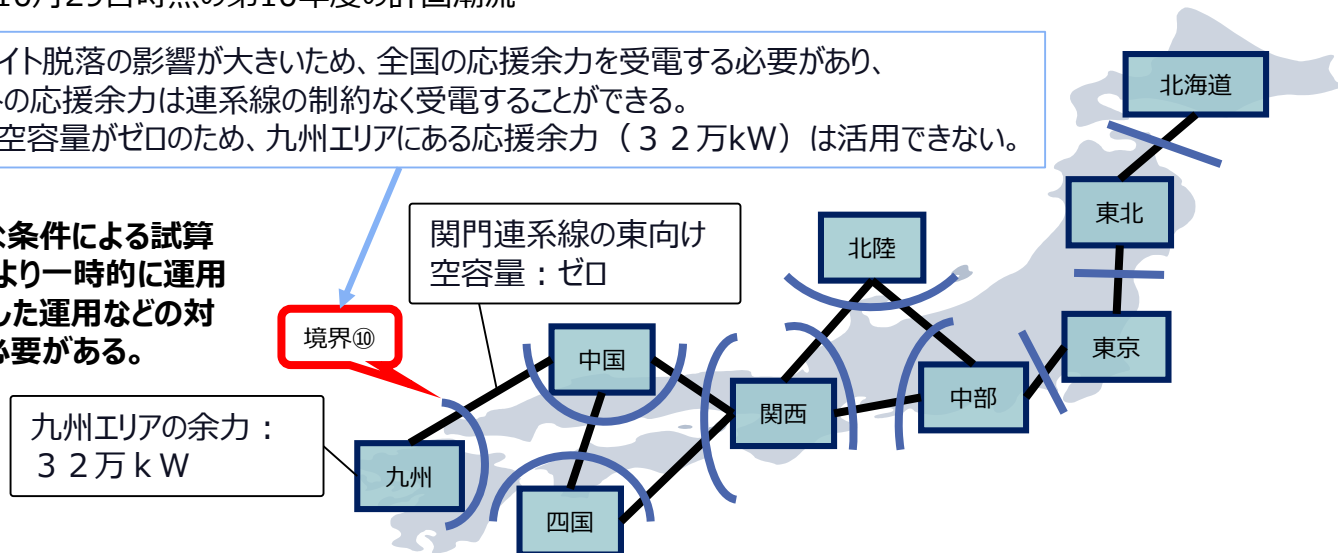 10月29日時点の第10年度の計画潮流
イト脱落の影響が大きいため、全国の応援余力を受電する必要があり、
の応援余力は連系線の制約なく受電することができる。
空容量がゼロのため、九州エリアにある応援余力（３２万kW）は活用できない。
北海道
条件による試算
より一時的に運用
した運用などの対
必要がある。
関門連系線の東向け
空容量：ゼロ
東北
北陸
境界⑩
中国
東京
中部
関西
九州エリアの余力：
３２万ｋW
九州
四国